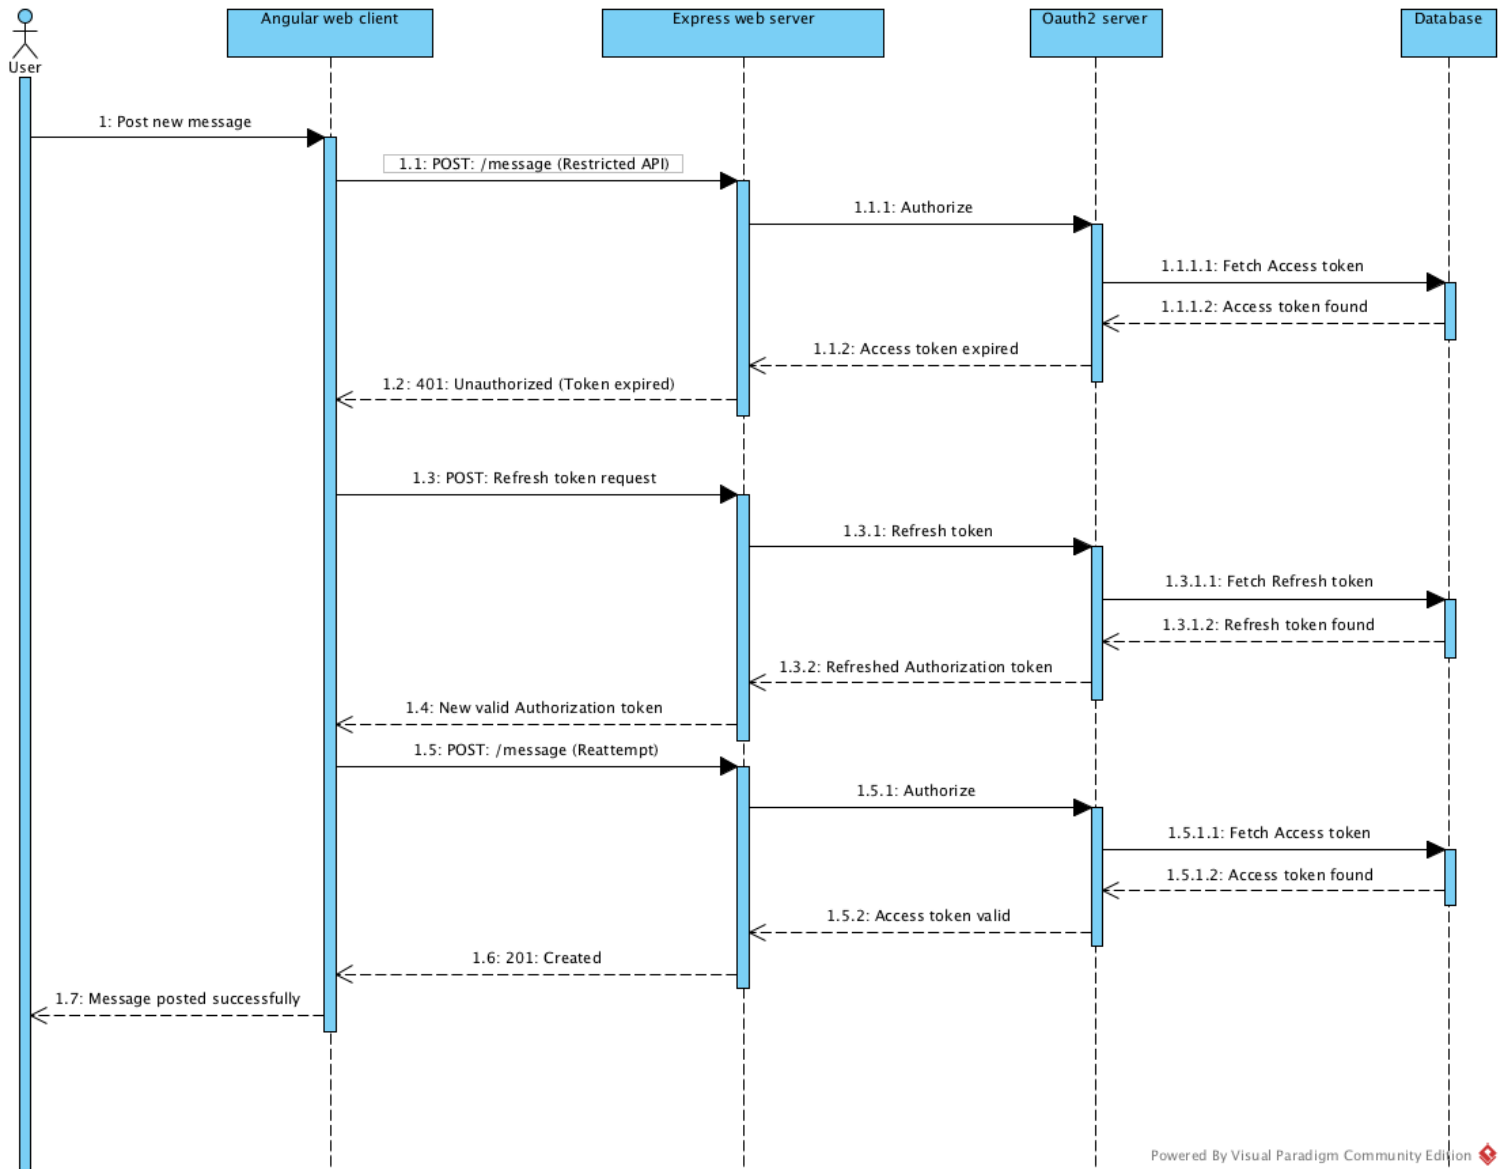 Angular web client
Express web server
Oauth2 server
Database
User
1: Post new message
1.1: POST: /message (Restricted API)
1.1.1: Authorize
1.1.1.1: Fetch Access token
1.1.1.2: Access token found
1.1.2: Access token expired
1.2: 401: Unauthorized (Token expired)
1.3: POST: Refresh token request
1.3.1: Refresh token
1.3.1.1: Fetch Refresh token
1.3.1.2: Refresh token found
1.3.2: Refreshed Authorization token
1.4: New valid Authorization token
1.5: POST: /message (Reattempt)
1.5.1: Authorize
1.5.1.1: Fetch Access token
1.5.1.2: Access token found
1.5.2: Access token valid
1.6: 201: Created
1.7: Message posted successfully
Powered By Visual Paradigm Community Edition